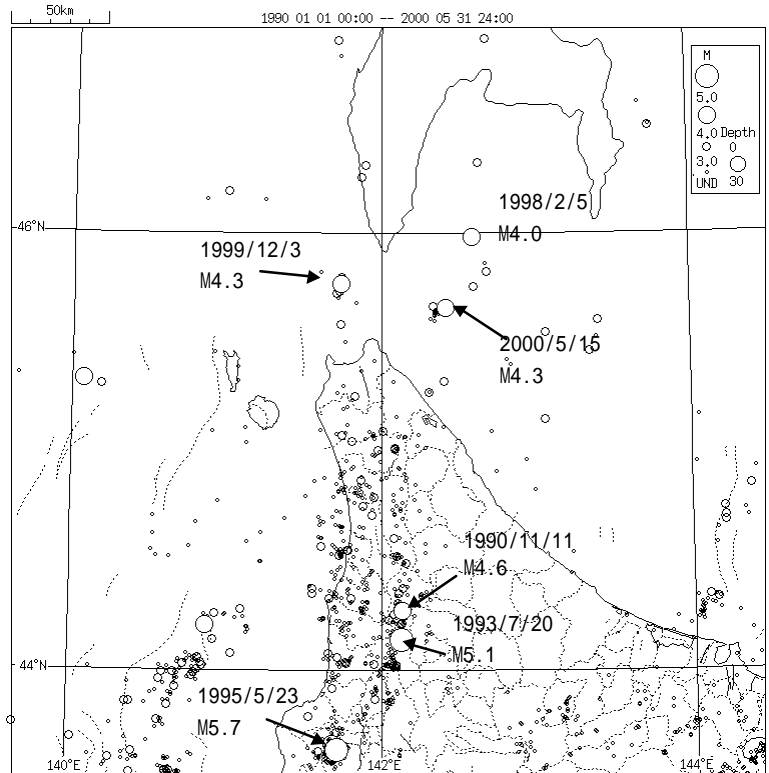 50km
1990 01 01 00:00 -- 2000 05 31 24:00
M
5.0
4.0 Depth
0
3.0
UND 30
1998/2/5
M4.0
46°N
1999/12/3
M4.3
2000/5/15
M4.3
1990/11/11
M4.6
1993/7/20
M5.1
44°N
1995/5/23
M5.7
140°E
142°E
144°E